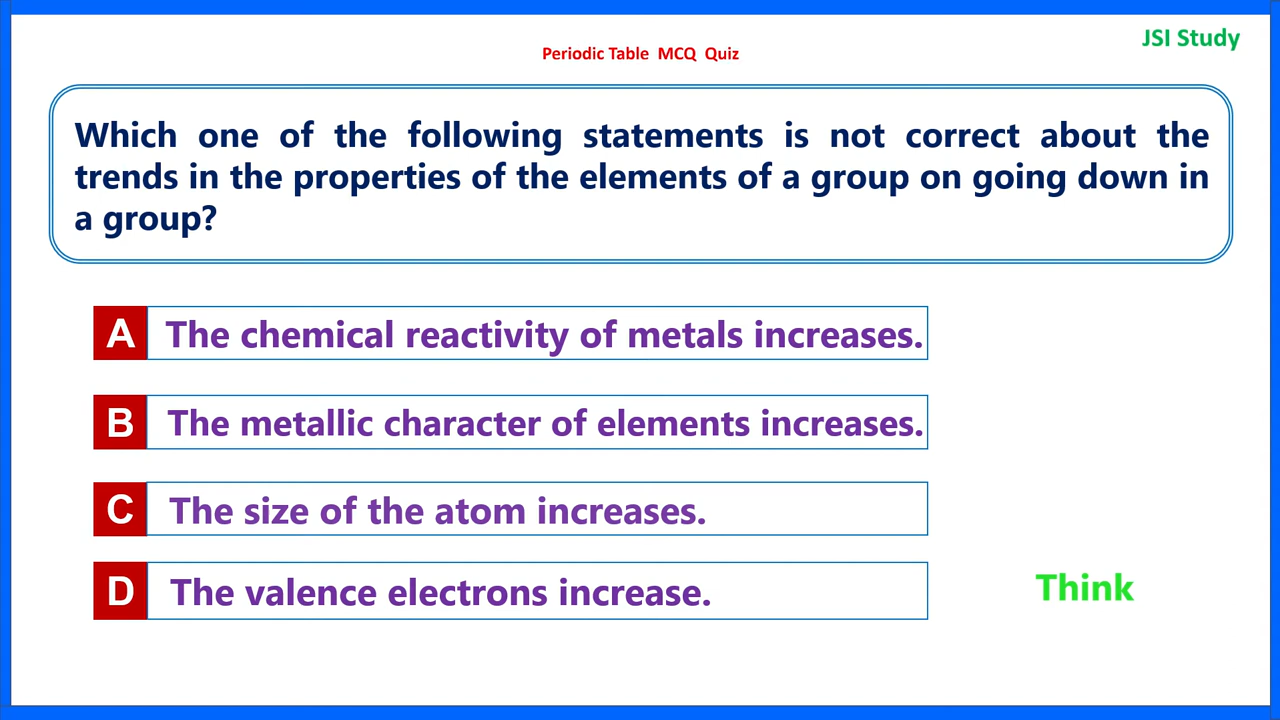 JSI Study
Periodic Table MCQ Quiz
Which one of the following statements is not correct about the
trends in the properties of the elements of a group on going down in
a group?
A The chemical reactivity of metals increases.
B The metallic character of elements increases.
C The size of the atom increases.
D The valence electrons increase.
Think